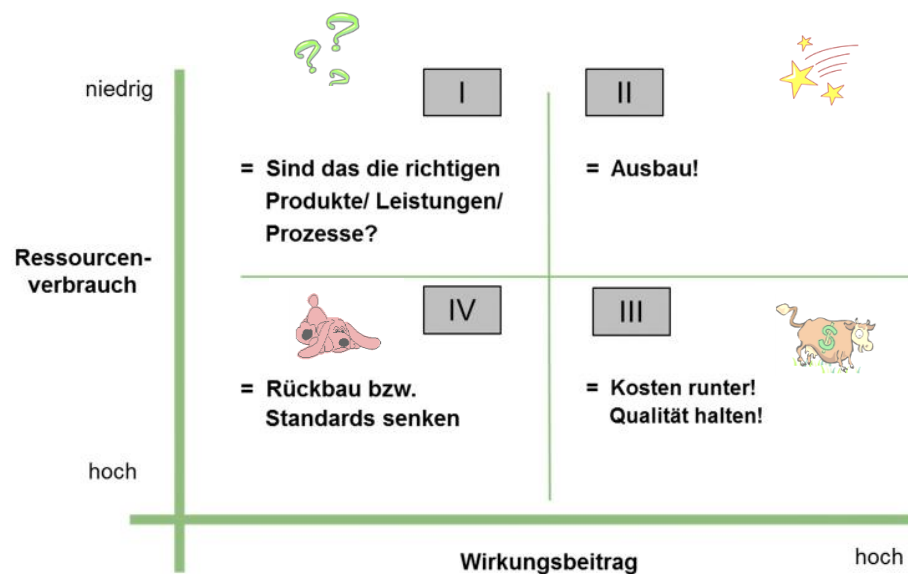 niedrig
I
II
= Sind das die richtigen
Produkte/ Leistungen/
Prozesse?
= Ausbau!
Ressourcen-
verbrauch
IV
III
= Rückbau bzw.
Standards senken
= Kosten runter!
Qualität halten!
hoch
Wirkungsbeitrag
hoch